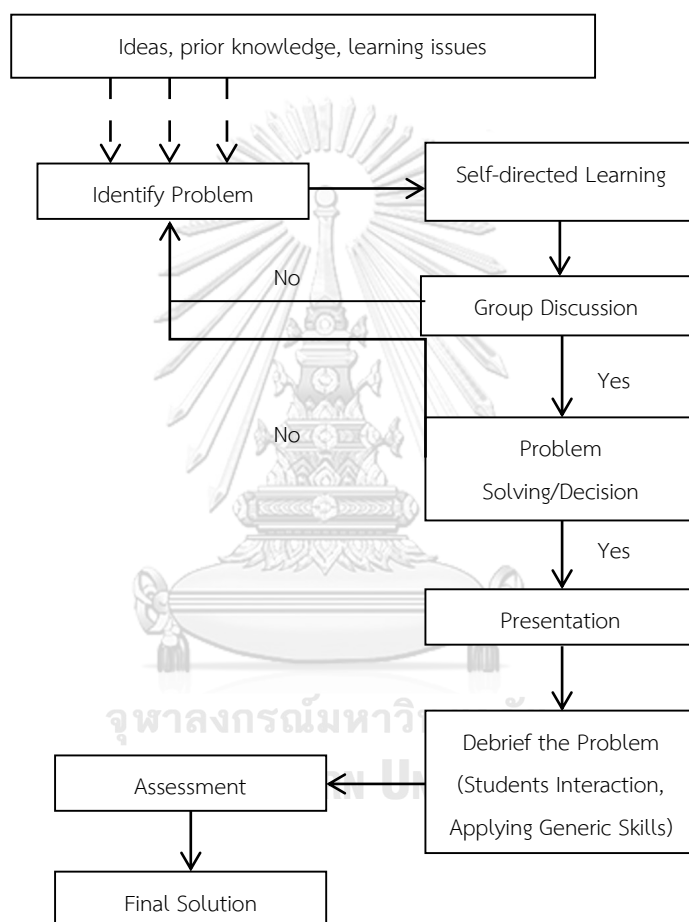 Ideas, prior knowledge, learning issues
Identify Problem
Self-directed Learning
No
Group Discussion
Yes
No
Problem
Solving/Decision
Yes
Presentation
จุฬาลงกรณ์มหาวิ
Debrief the Problem
(Students Interaction,
Applying Generic Skills)
Assessment
Final Solution